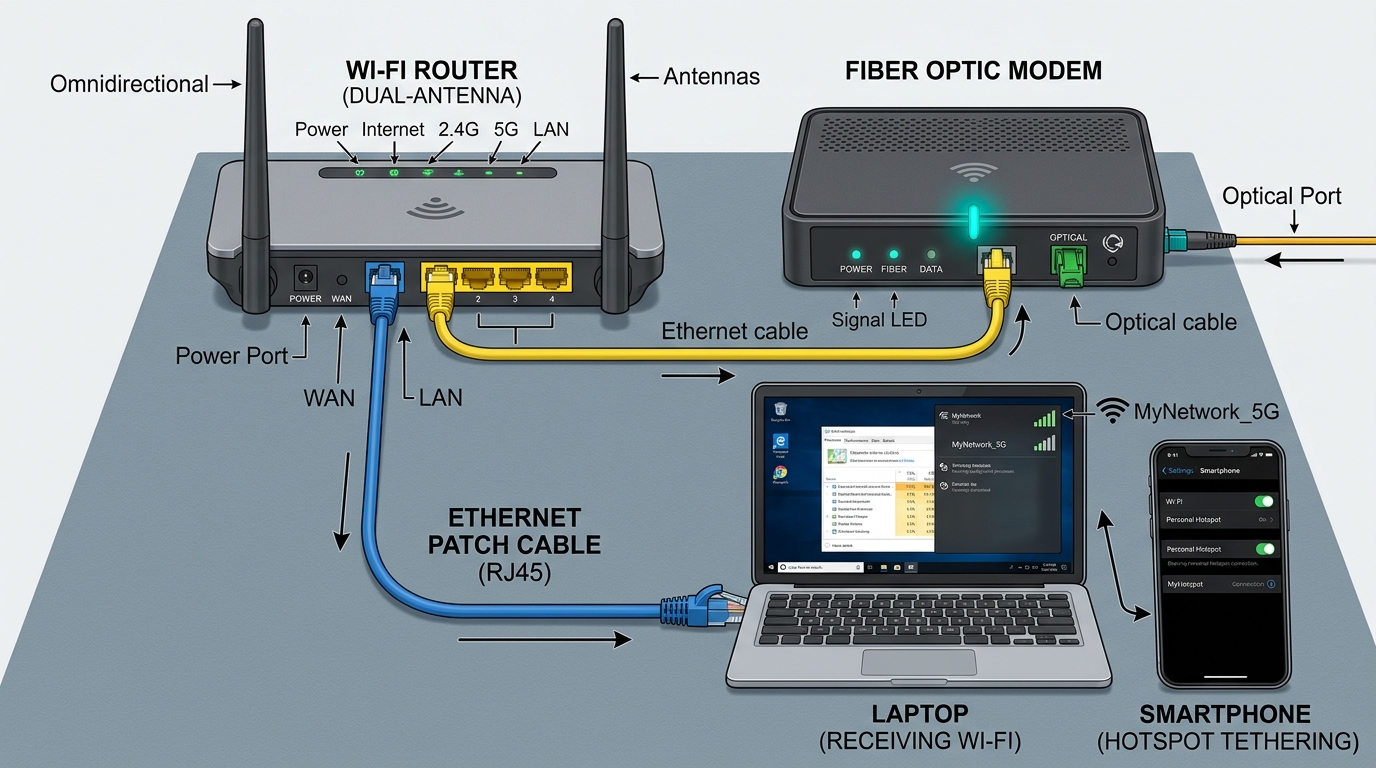 WI-FI ROUTER
(DUAL-ANTENNA)
Omnidirectional
Antennas
Power Internet 2.4G 5G LAN
FIBER OPTIC MODEM
Optical Port
OPTICAL
POWER FIBER DATA
Signal LED
Optical cable
POWER WAN
2 3 4
Power Port
WAN
LAN
Ethernet cable
ETHERNET
PATCH CABLE
(RJ45)
MyNetwork
MyNetwork_5G
MyNetwork_5G
Settings Smartphone
Wi Pl
Personal Hotspot
Personal Hotspot
MyHotspot
LAPTOP
(RECEIVING WI-FI)
SMARTPHONE
(HOTSPOT TETHERING)